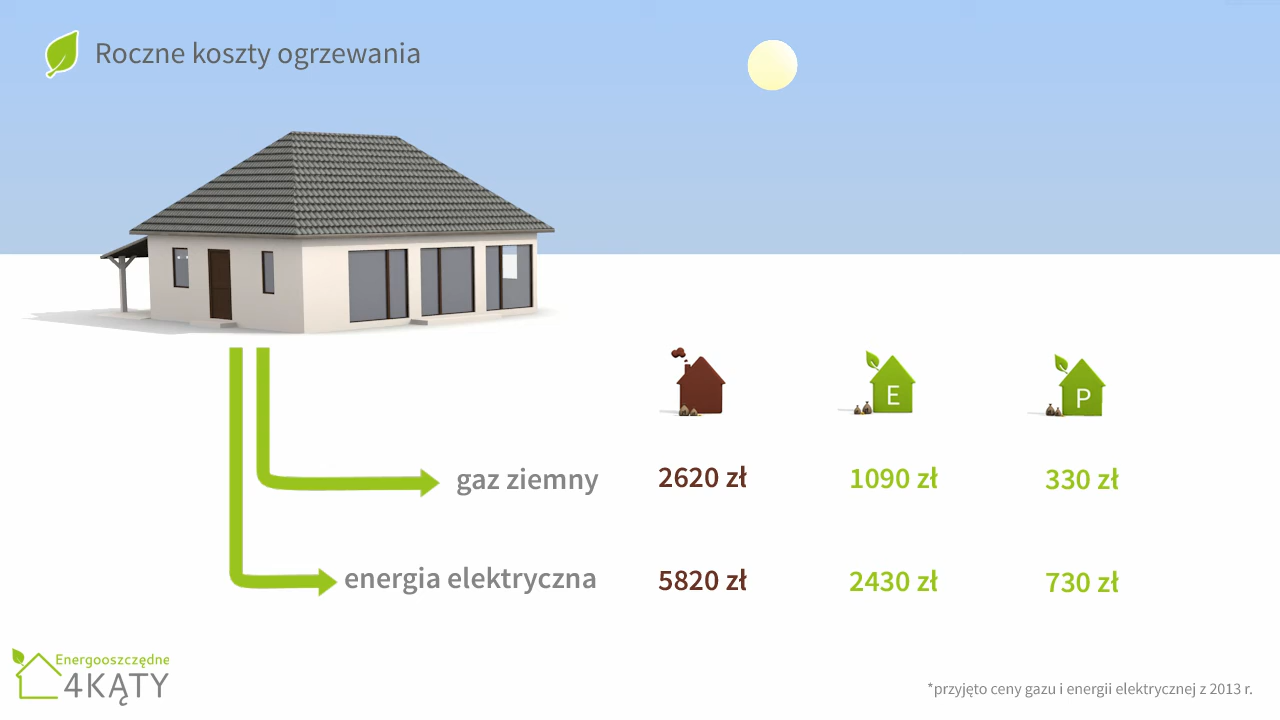 Roczne koszty ogrzewania
E
P
gaz ziemny 2620 zł 1090 zł 330 zł
energia elektryczna 5820 zł 2430 zł 730 zł
Energooszczędne
4KĄTY
*przyjęto ceny gazu i energii elektrycznej z 2013 r.